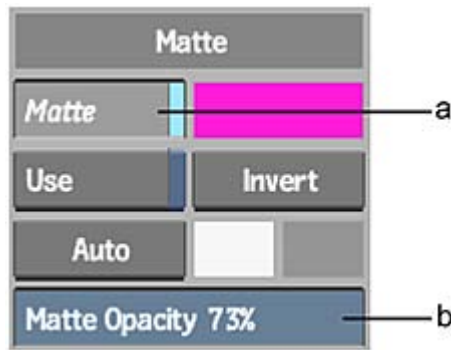 Matte
Matte
a
Use
Invert
Auto
Matte Opacity 73%
b